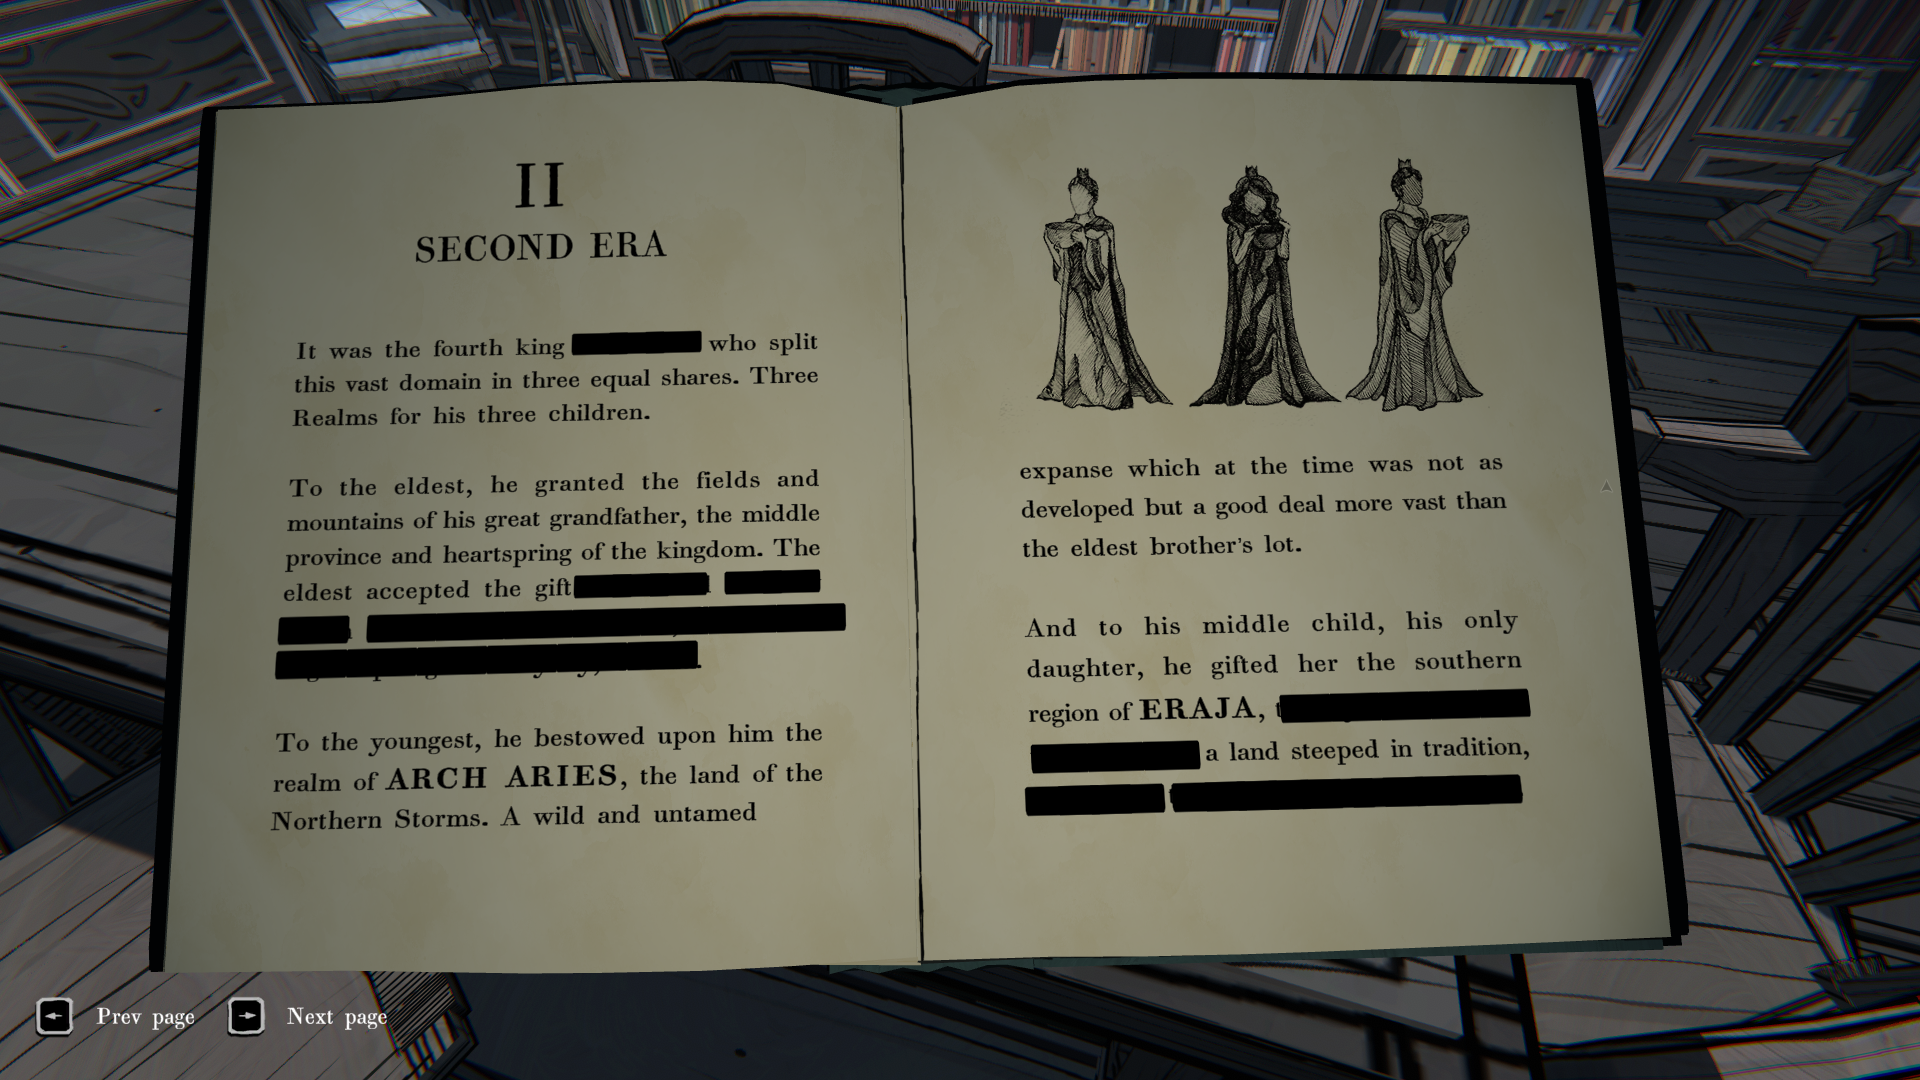 II
SECOND ERA
It was the fourth king who split
this vast domain in three equal shares. Three
Realms for his three children.
To the eldest, he granted the fields and
mountains of his great grandfather, the middle
province and heartspring of the kingdom. The
eldest accepted the gift
To the youngest, he bestowed upon him the
realm of ARCH ARIES, the land of the
Northern Storms. A wild and untamed
expanse which at the time was not as
developed but a good deal more vast than
the eldest brother's lot.
And to his middle child, his only
daughter, he gifted her the southern
region of ERAJA,
a land steeped in tradition,
Prev page Next page